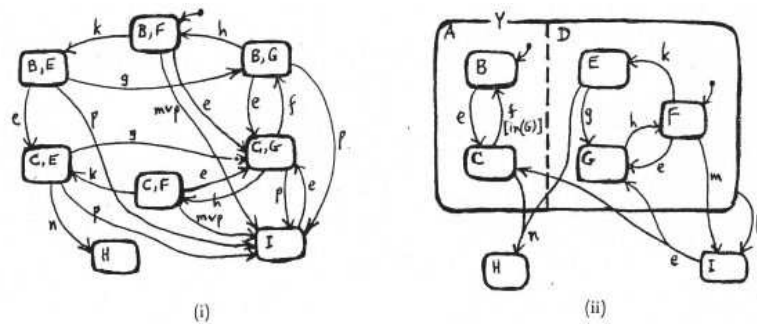 k
B, F
h
B, E
B, G
g
e
p
mvp
e
e
f
p
g
C, E
C, G
k
C, F
e
h
n
p
mvp
p
e
H
I
(i)
A
Y
D
B
E
k
e
f
[in(G)]
g
h
F
C
G
e
m
n
e
H
I
p
(ii)